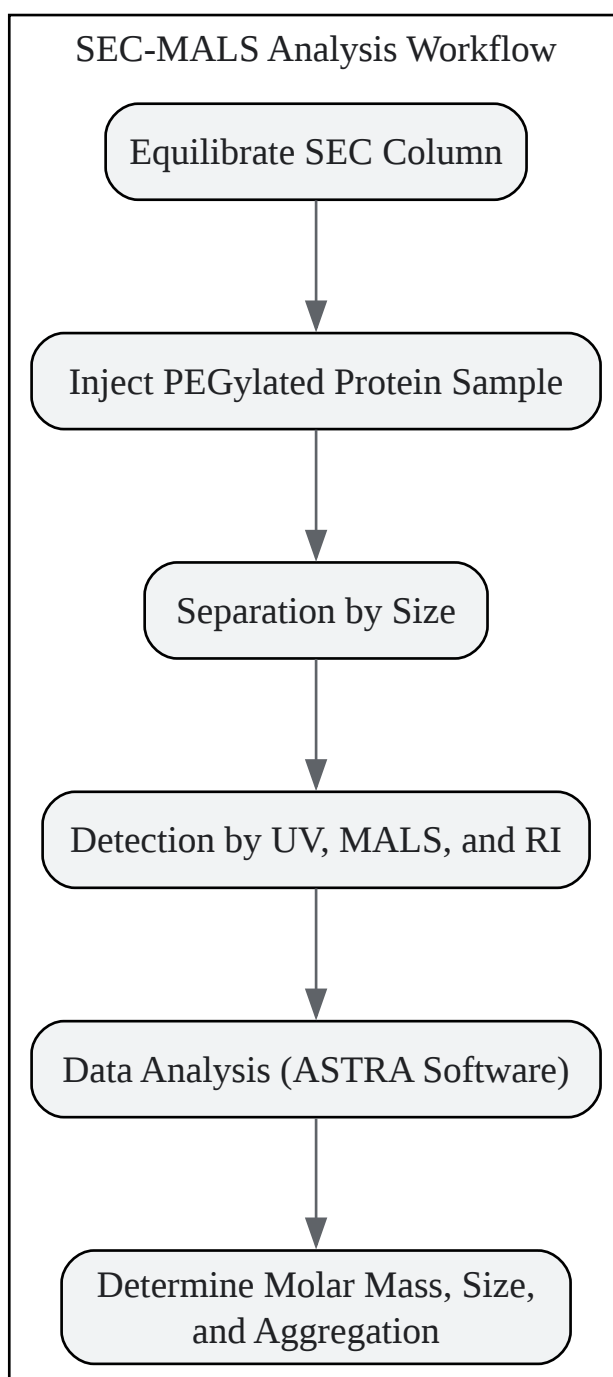 SEC-MALS Analysis Workflow
Equilibrate SEC Column
Inject PEGylated Protein Sample
Separation by Size
Detection by UV, MALS, and RI
Data Analysis (ASTRA Software)
Determine Molar Mass, Size,
and Aggregation